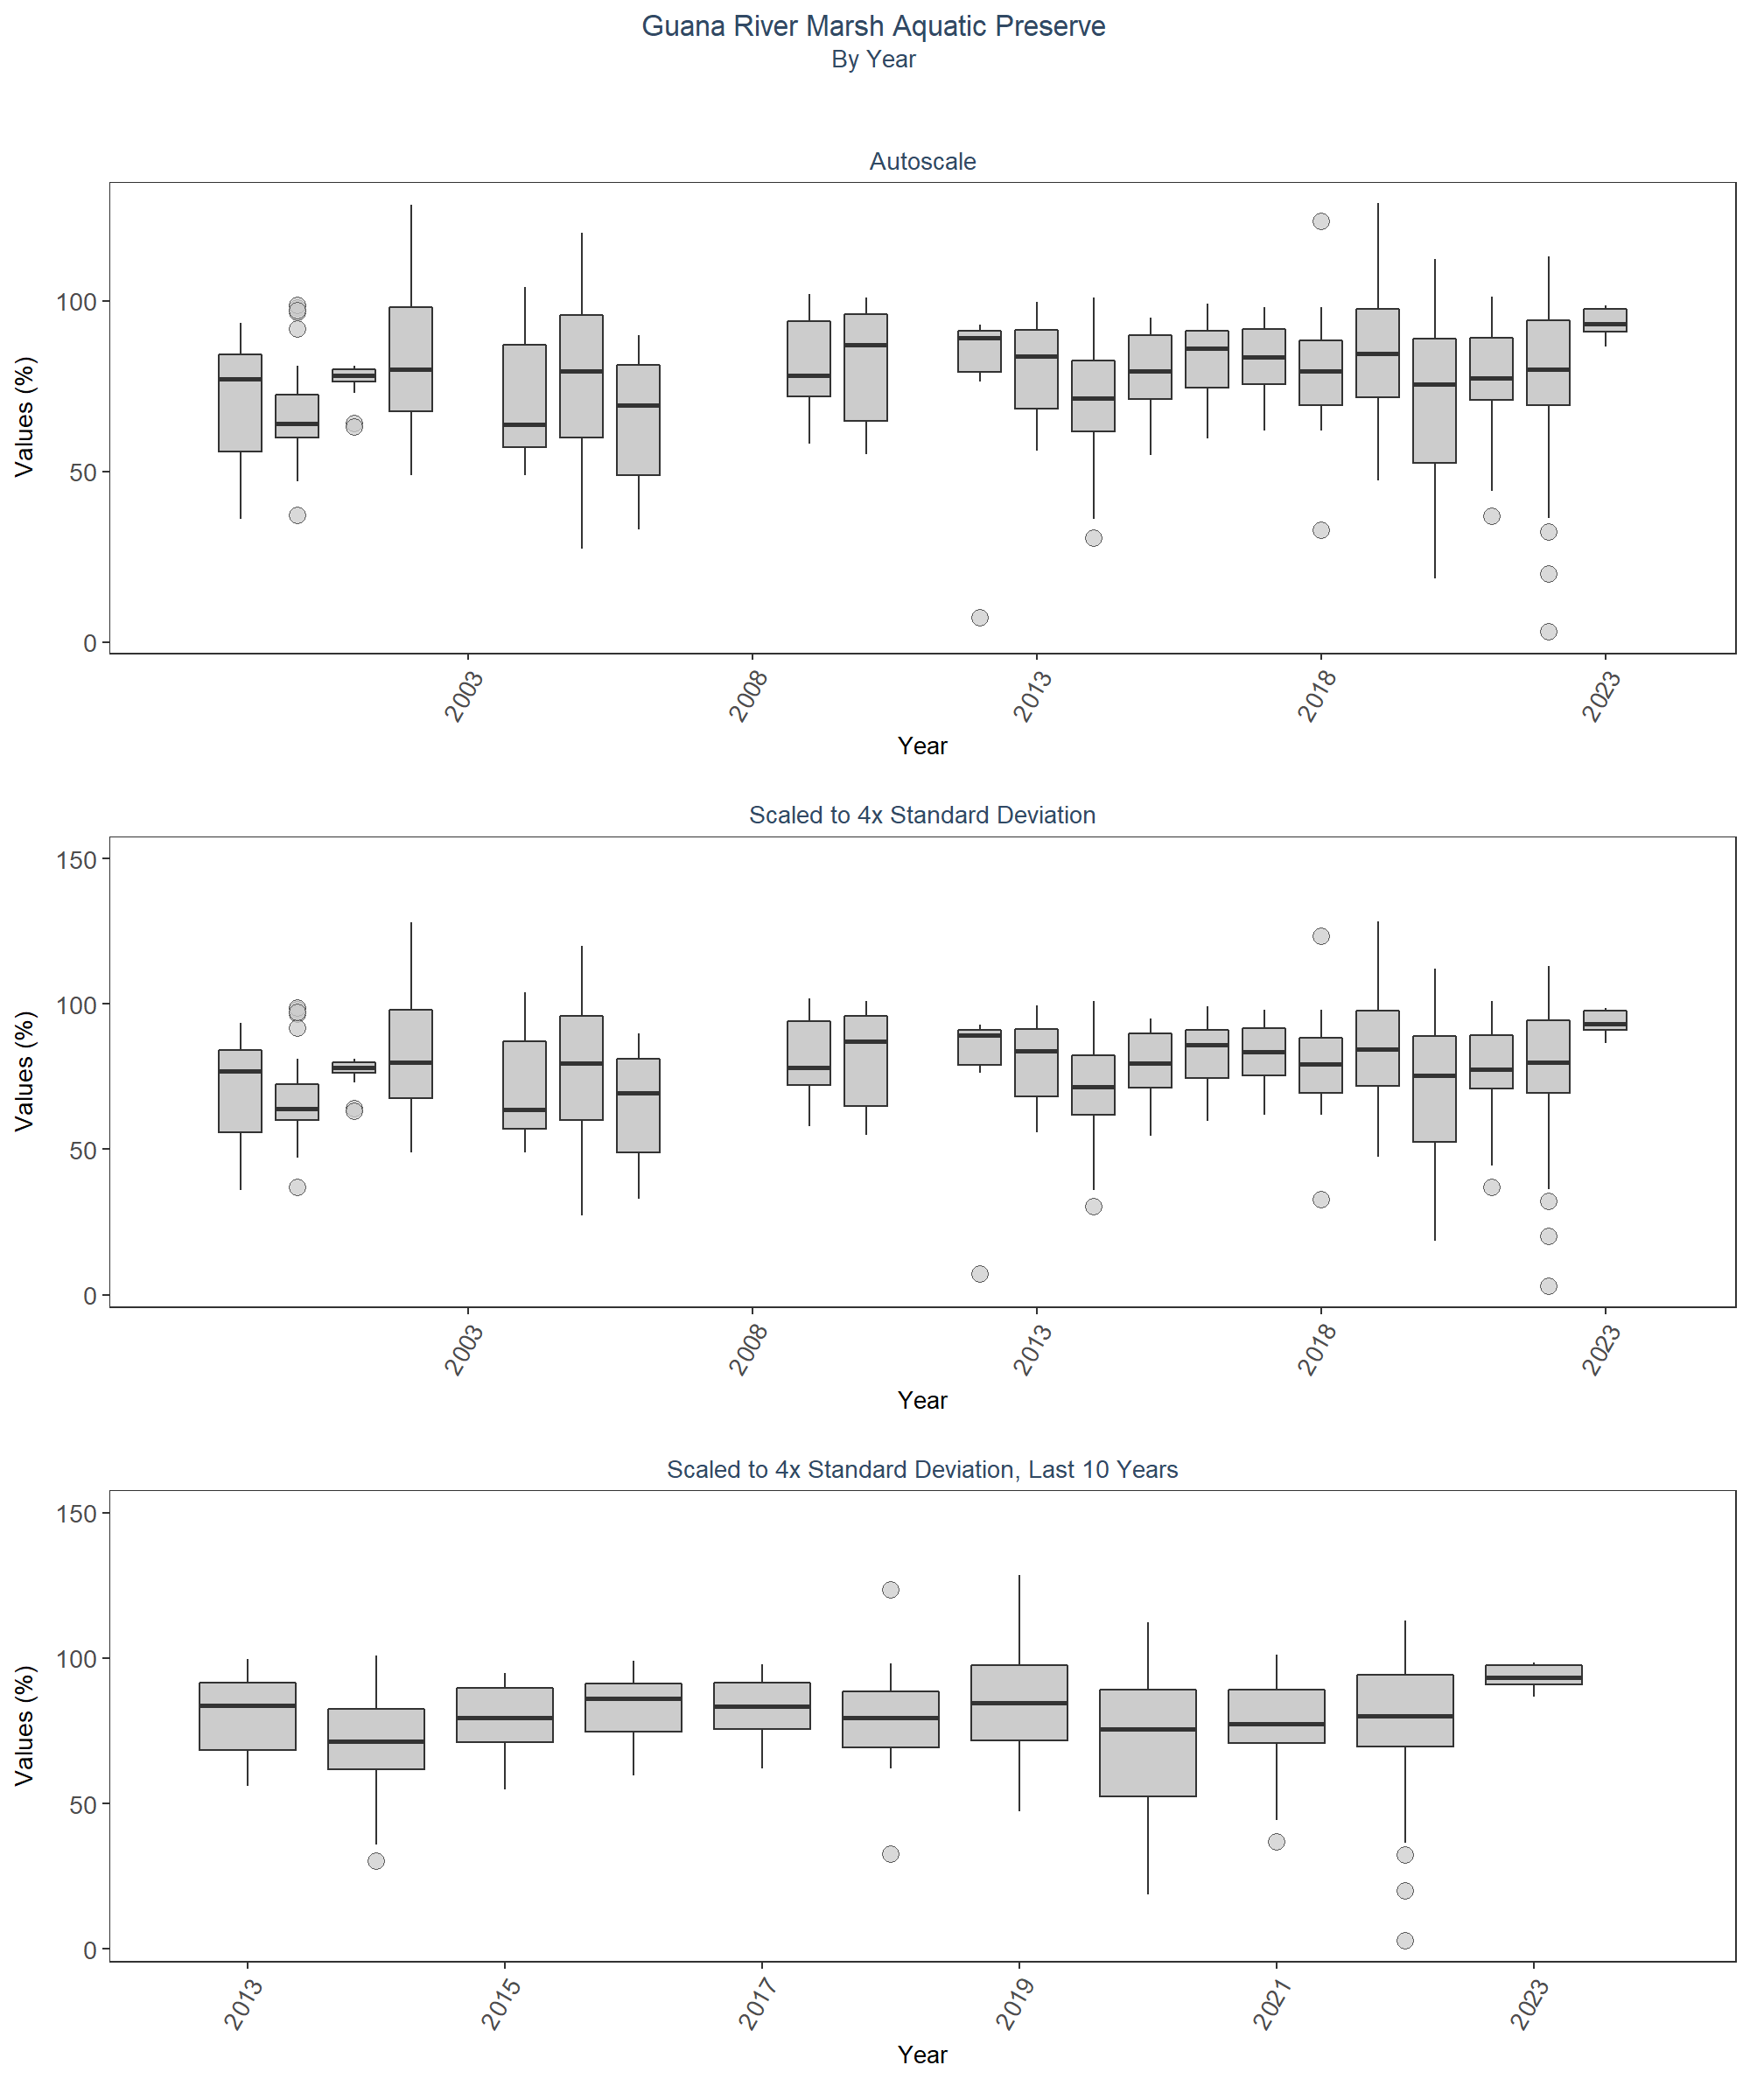 Guana River Marsh Aquatic Preserve
By Year
Autoscale
Values (%)
100
50
0
2003
2008
2013
2018
2023
Year
Scaled to 4x Standard Deviation
Values (%)
150
100
50
0
2003
2008
2013
2018
2023
Year
Scaled to 4x Standard Deviation, Last 10 Years
Values (%)
150
100
50
0
2013
2015
2017
2019
2021
2023
Year